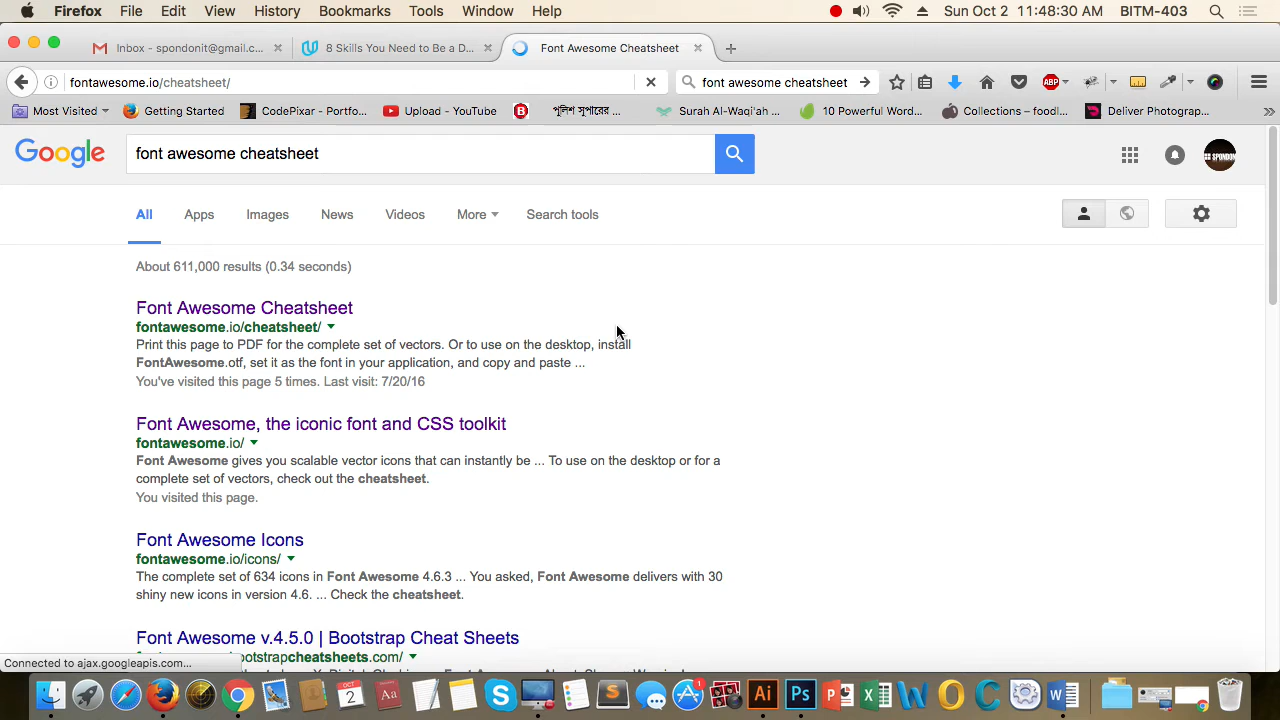 Firefox File Edit View History Bookmarks Tools Window Help Sun Oct 2 11:48:30 AM BITM-403
Inbox - spondonit@gmail.c... 8 Skills You Need to Be a D... Font Awesome Cheatsheet
fontawesome.io/cheatsheet/ font awesome cheatsheet ABP
Most Visited Getting Started CodePixar - Portfo... Upload - YouTube B পুলিশ সুপারের ... Surah Al-Waqi'ah ... 10 Powerful Word... Collections – foodl... Deliver Photograp...
Google font awesome cheatsheet SPONDON
All Apps Images News Videos More Search tools
About 611,000 results (0.34 seconds)
Font Awesome Cheatsheet
fontawesome.io/cheatsheet/
Print this page to PDF for the complete set of vectors. Or to use on the desktop, install
FontAwesome.otf, set it as the font in your application, and copy and paste ...
You've visited this page 5 times. Last visit: 7/20/16
Font Awesome, the iconic font and CSS toolkit
fontawesome.io/
Font Awesome gives you scalable vector icons that can instantly be ... To use on the desktop or for a
complete set of vectors, check out the cheatsheet.
You visited this page.
Font Awesome Icons
fontawesome.io/icons/
The complete set of 634 icons in Font Awesome 4.6.3 ... You asked, Font Awesome delivers with 30
shiny new icons in version 4.6. ... Check the cheatsheet.
Font Awesome v.4.5.0 | Bootstrap Cheat Sheets
otstrapcheatsheets.com/
Connected to ajax.googleapis.com...
2 Aa S 1 Ai Ps